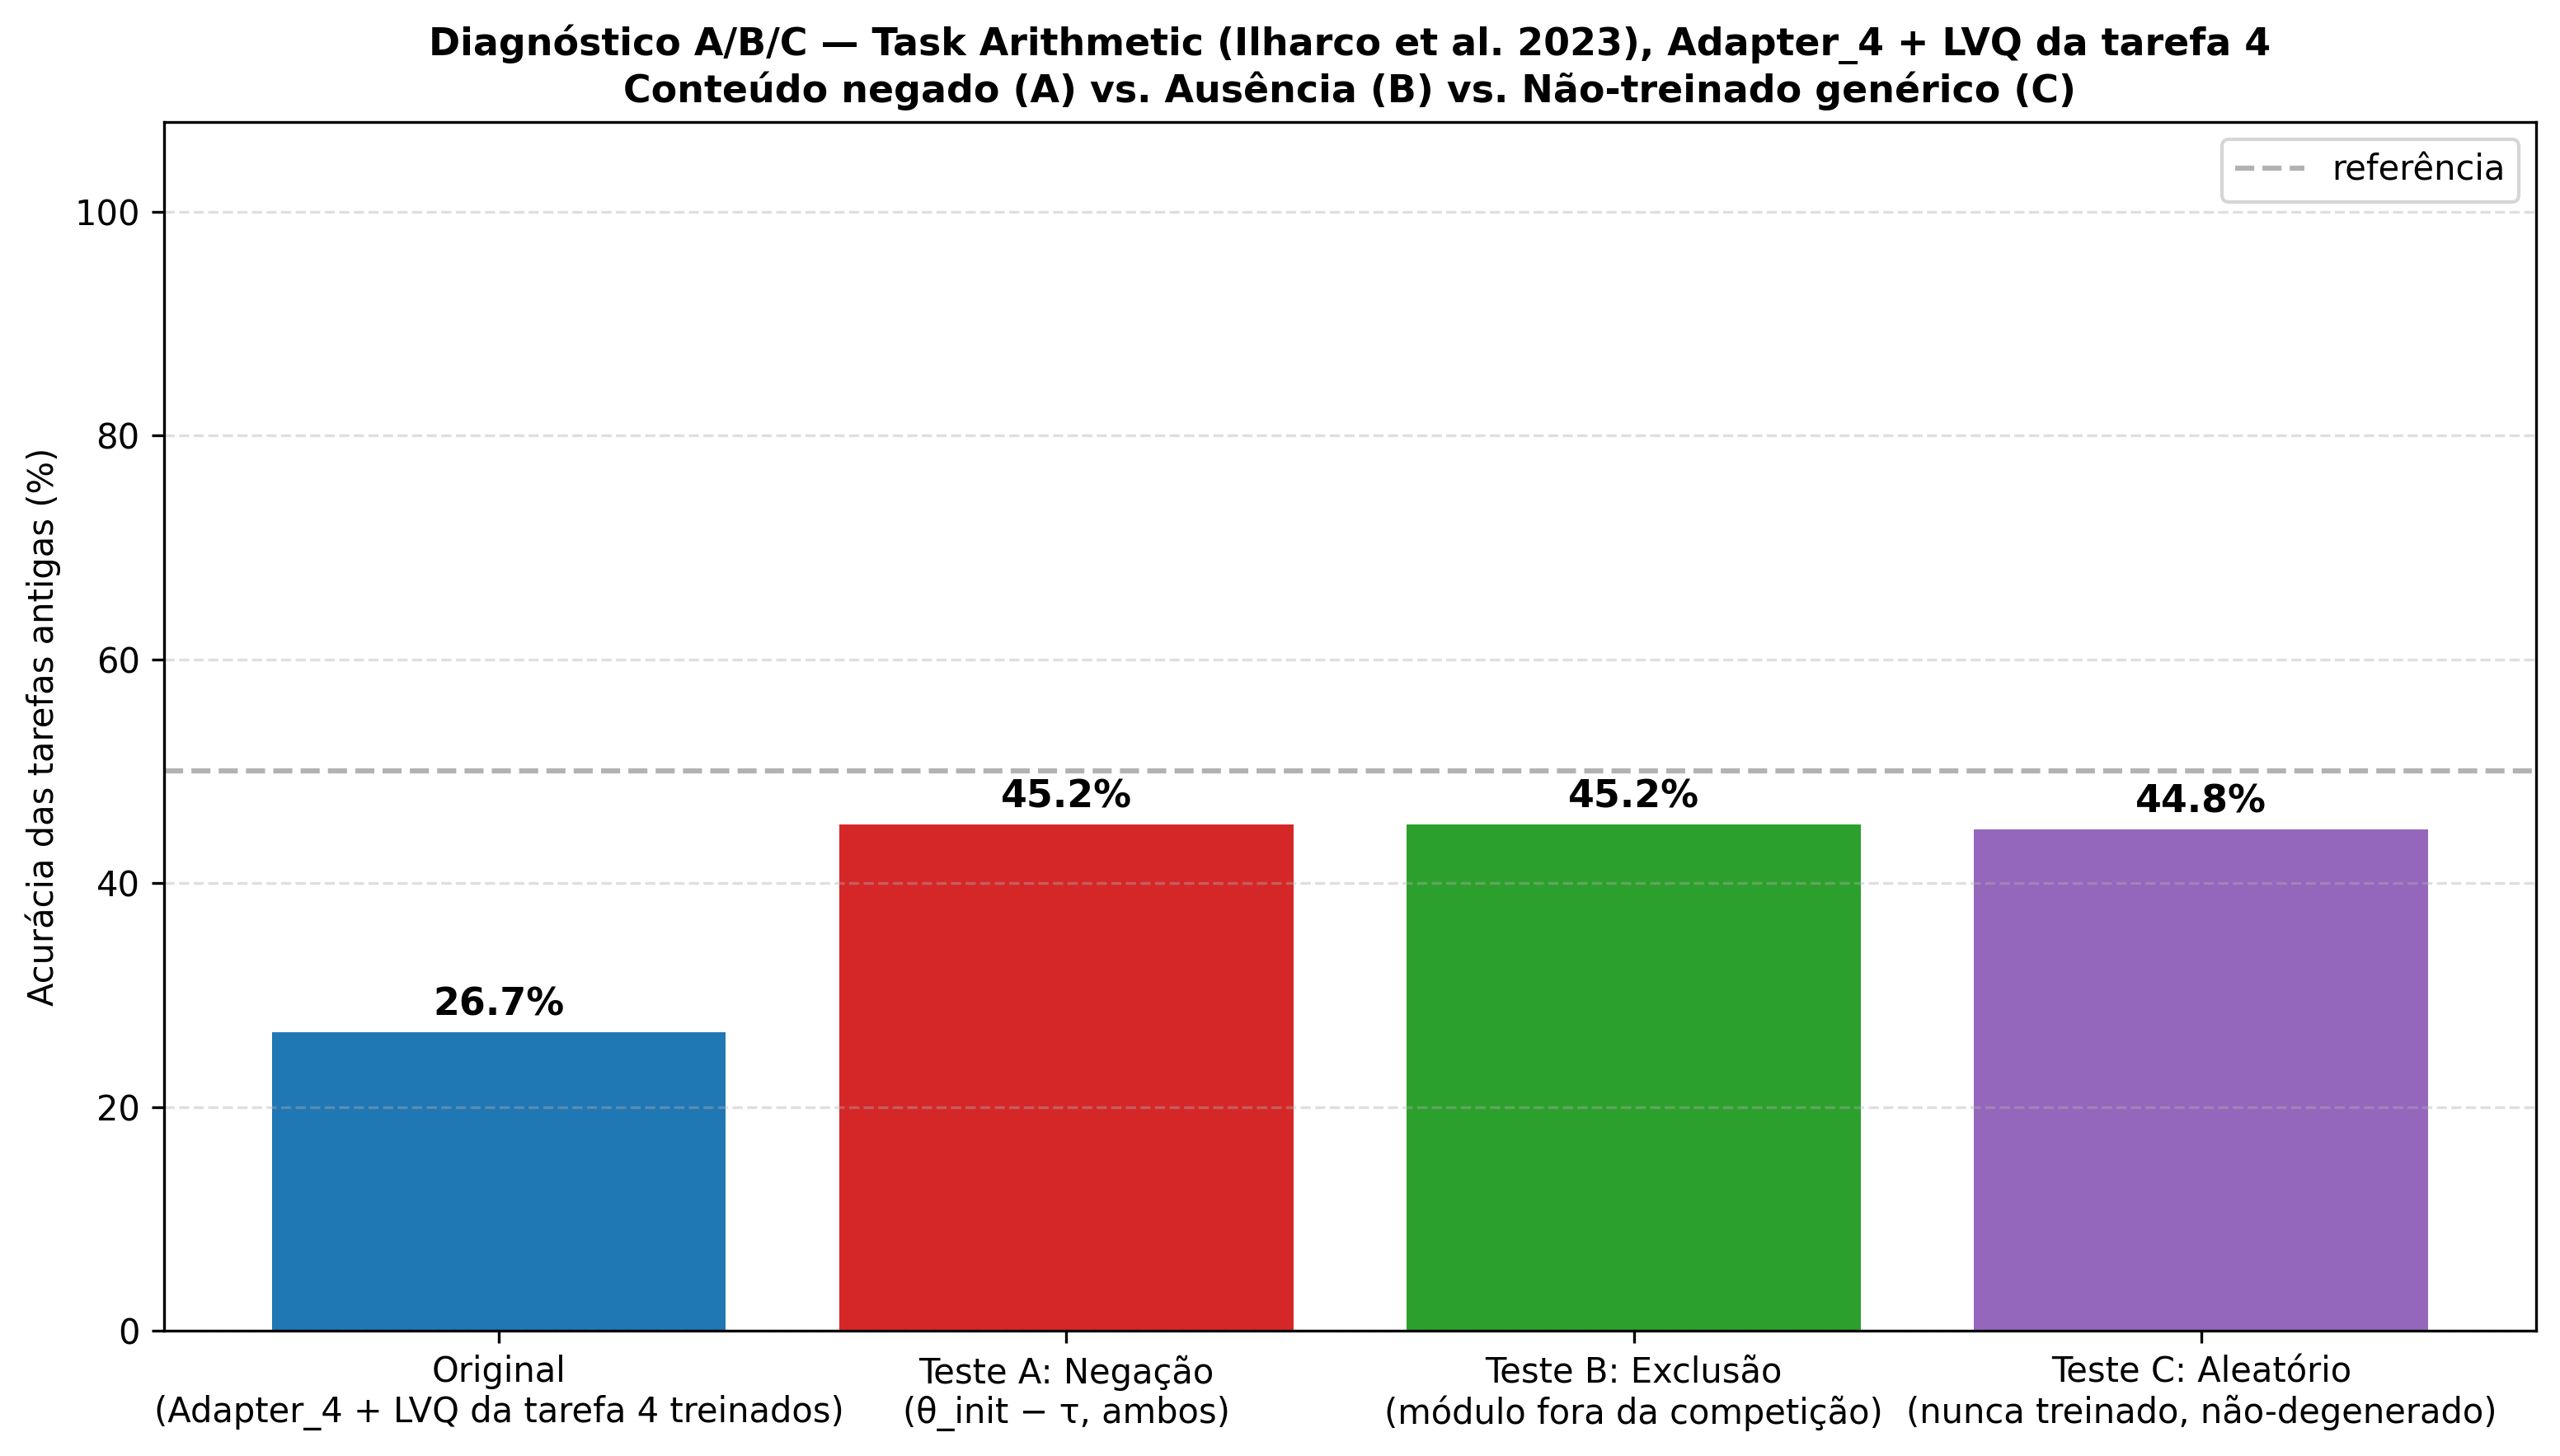 Diagnóstico A/B/C — Task Arithmetic (Ilharco et al. 2023), Adapter_4 + LVQ da tarefa 4
Conteúdo negado (A) vs. Ausência (B) vs. Não-treinado genérico (C)
referência
Acurácia das tarefas antigas (%)
100
80
60
40
20
0
26.7%
45.2%
45.2%
44.8%
Original
(Adapter_4 + LVQ da tarefa 4 treinados)
Teste A: Negação
(θ_init − τ, ambos)
Teste B: Exclusão
(módulo fora da competição)
Teste C: Aleatório
(nunca treinado, não-degenerado)